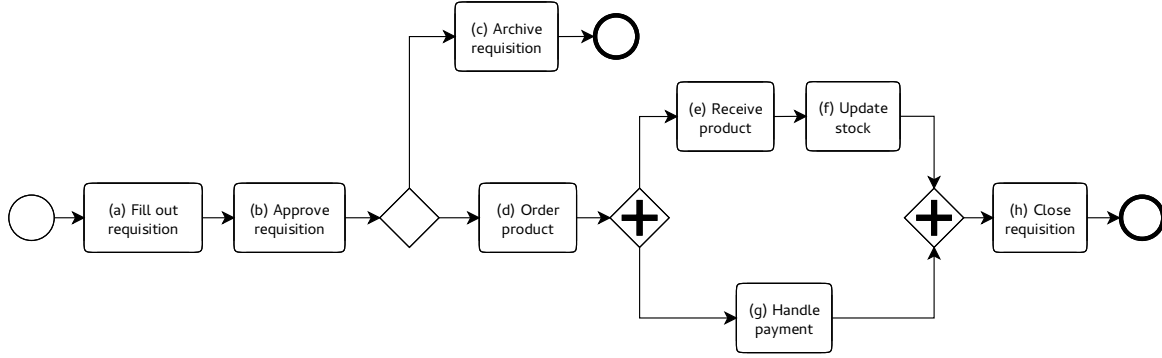 (c) Archive
requisition
(e) Receive
product
(f) Update
stock
(a) Fill out
requisition
(b) Approve
requisition
(d) Order
product
(h) Close
requisition
(g) Handle
payment